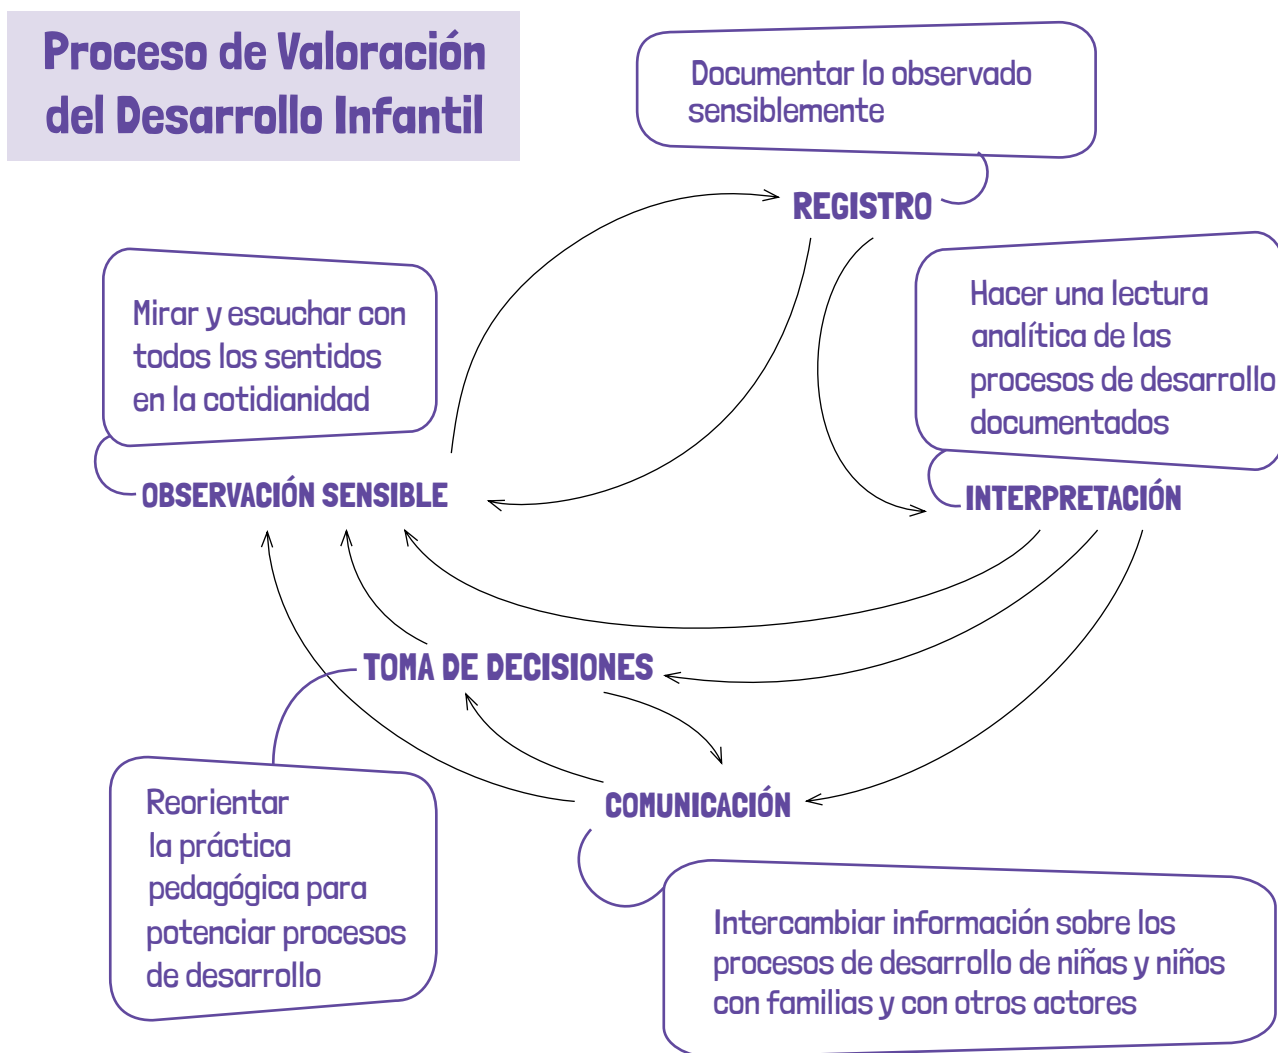 Proceso de Valoración
del Desarrollo Infantil
Documentar lo observado
sensiblemente
REGISTRO
Mirar y escuchar con
todos los sentidos
en la cotidianidad
OBSERVACIÓN SENSIBLE
Hacer una lectura
analítica de las
procesos de desarrollo
documentados
INTERPRETACIÓN
TOMA DE DECISIONES
Reorientar
la práctica
pedagógica para
potenciar procesos
de desarrollo
COMUNICACIÓN
Intercambiar información sobre los
procesos de desarrollo de niñas y niños
con familias y con otros actores